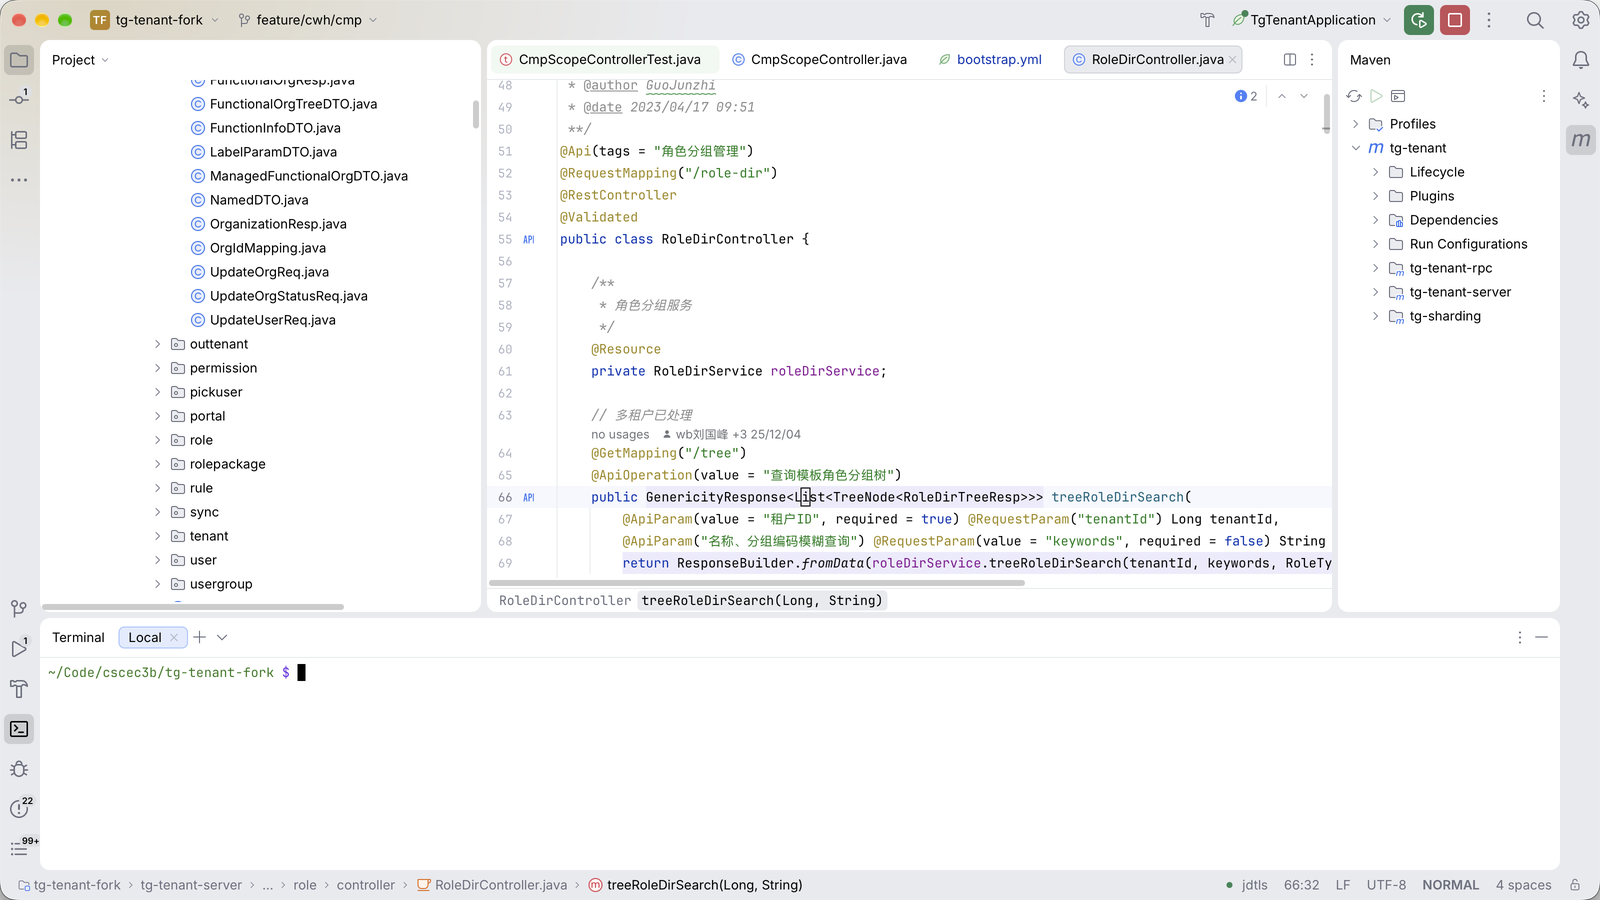 TF tg-tenant-fork feature/cwh/cmp TgTenantApplication
Project
FunctionalOrgResp.java
FunctionalOrgTreeDTO.java
FunctionInfoDTO.java
LabelParamDTO.java
ManagedFunctionalOrgDTO.java
NamedDTO.java
OrganizationResp.java
OrgIdMapping.java
UpdateOrgReq.java
UpdateOrgStatusReq.java
UpdateUserReq.java
outtenant
permission
pickuser
portal
role
rolepackage
rule
sync
tenant
user
usergroup
1
1
22
99+
CmpScopeControllerTest.java CmpScopeController.java bootstrap.yml RoleDirController.java
2
48 * @author GuoJunzhi
49 * @date 2023/04/17 09:51
50 **/
51 @Api(tags = "角色分组管理")
52 @RequestMapping("/role-dir")
53 @RestController
54 @Validated
55 API public class RoleDirController {
56
57 /**
58 * 角色分组服务
59 */
60 @Resource
61 private RoleDirService roleDirService;
62
63 // 多租户已处理
no usages wb刘国峰 +3 25/12/04
64 @GetMapping("/tree")
65 @ApiOperation(value = "查询模板角色分组树")
66 API public GenericityResponse<List<TreeNode<RoleDirTreeResp>>> treeRoleDirSearch(
67 @ApiParam(value = "租户ID", required = true) @RequestParam("tenantId") Long tenantId,
68 @ApiParam("名称、分组编码模糊查询") @RequestParam(value = "keywords", required = false) String
69 return ResponseBuilder.fromData(roleDirService.treeRoleDirSearch(tenantId, keywords, RoleTy
RoleDirController treeRoleDirSearch(Long, String)
Maven
Profiles
m tg-tenant
Lifecycle
Plugins
Dependencies
Run Configurations
tg-tenant-rpc
tg-tenant-server
tg-sharding
m
Terminal Local
~/Code/cscec3b/tg-tenant-fork $
tg-tenant-fork › tg-tenant-server › ... › role › controller › RoleDirController.java › treeRoleDirSearch(Long, String) jdtls 66:32 LF UTF-8 NORMAL 4 spaces